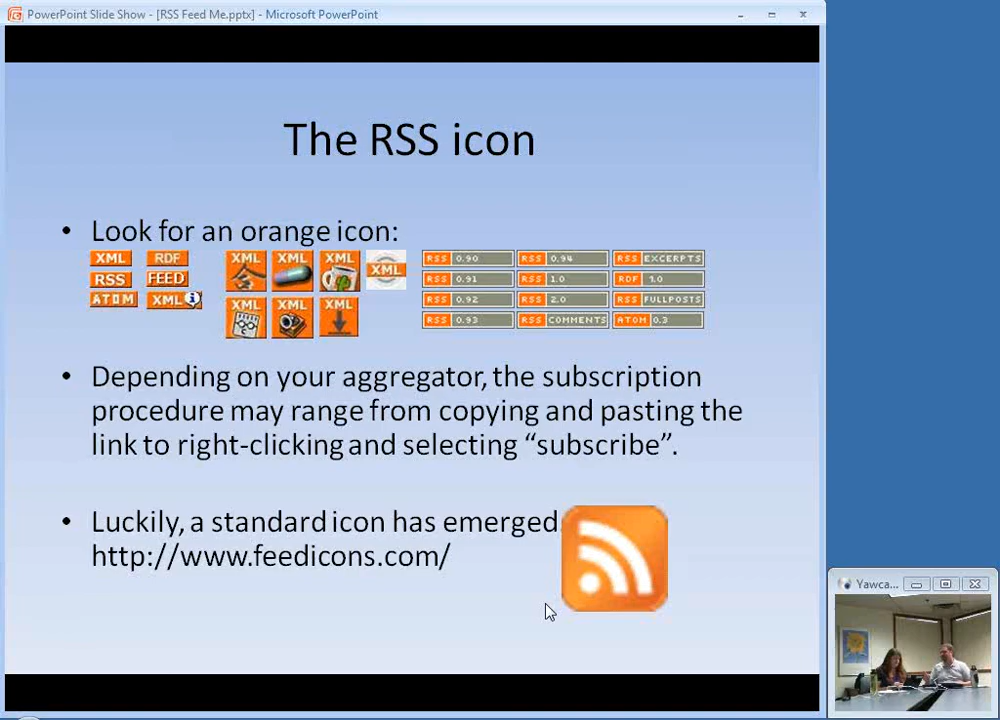 PowerPoint Slide Show - [RSS Feed Me.pptx] - Microsoft PowerPoint
The RSS icon
• Look for an orange icon:
XML RDF
RSS FEED
ATOM XML
XML XML XML XML
XML XML XML
RSS 0.90 RSS 0.94 RSS EXCERPTS
RSS 0.91 RSS 1.0 RDF 1.0
RSS 0.92 RSS 2.0 RSS FULLPOSTS
RSS 0.93 RSS COMMENTS ATOM 0.3
• Depending on your aggregator, the subscription
procedure may range from copying and pasting the
link to right-clicking and selecting “subscribe”.
• Luckily, a standard icon has emerged
http://www.feedicons.com/
Yawca...